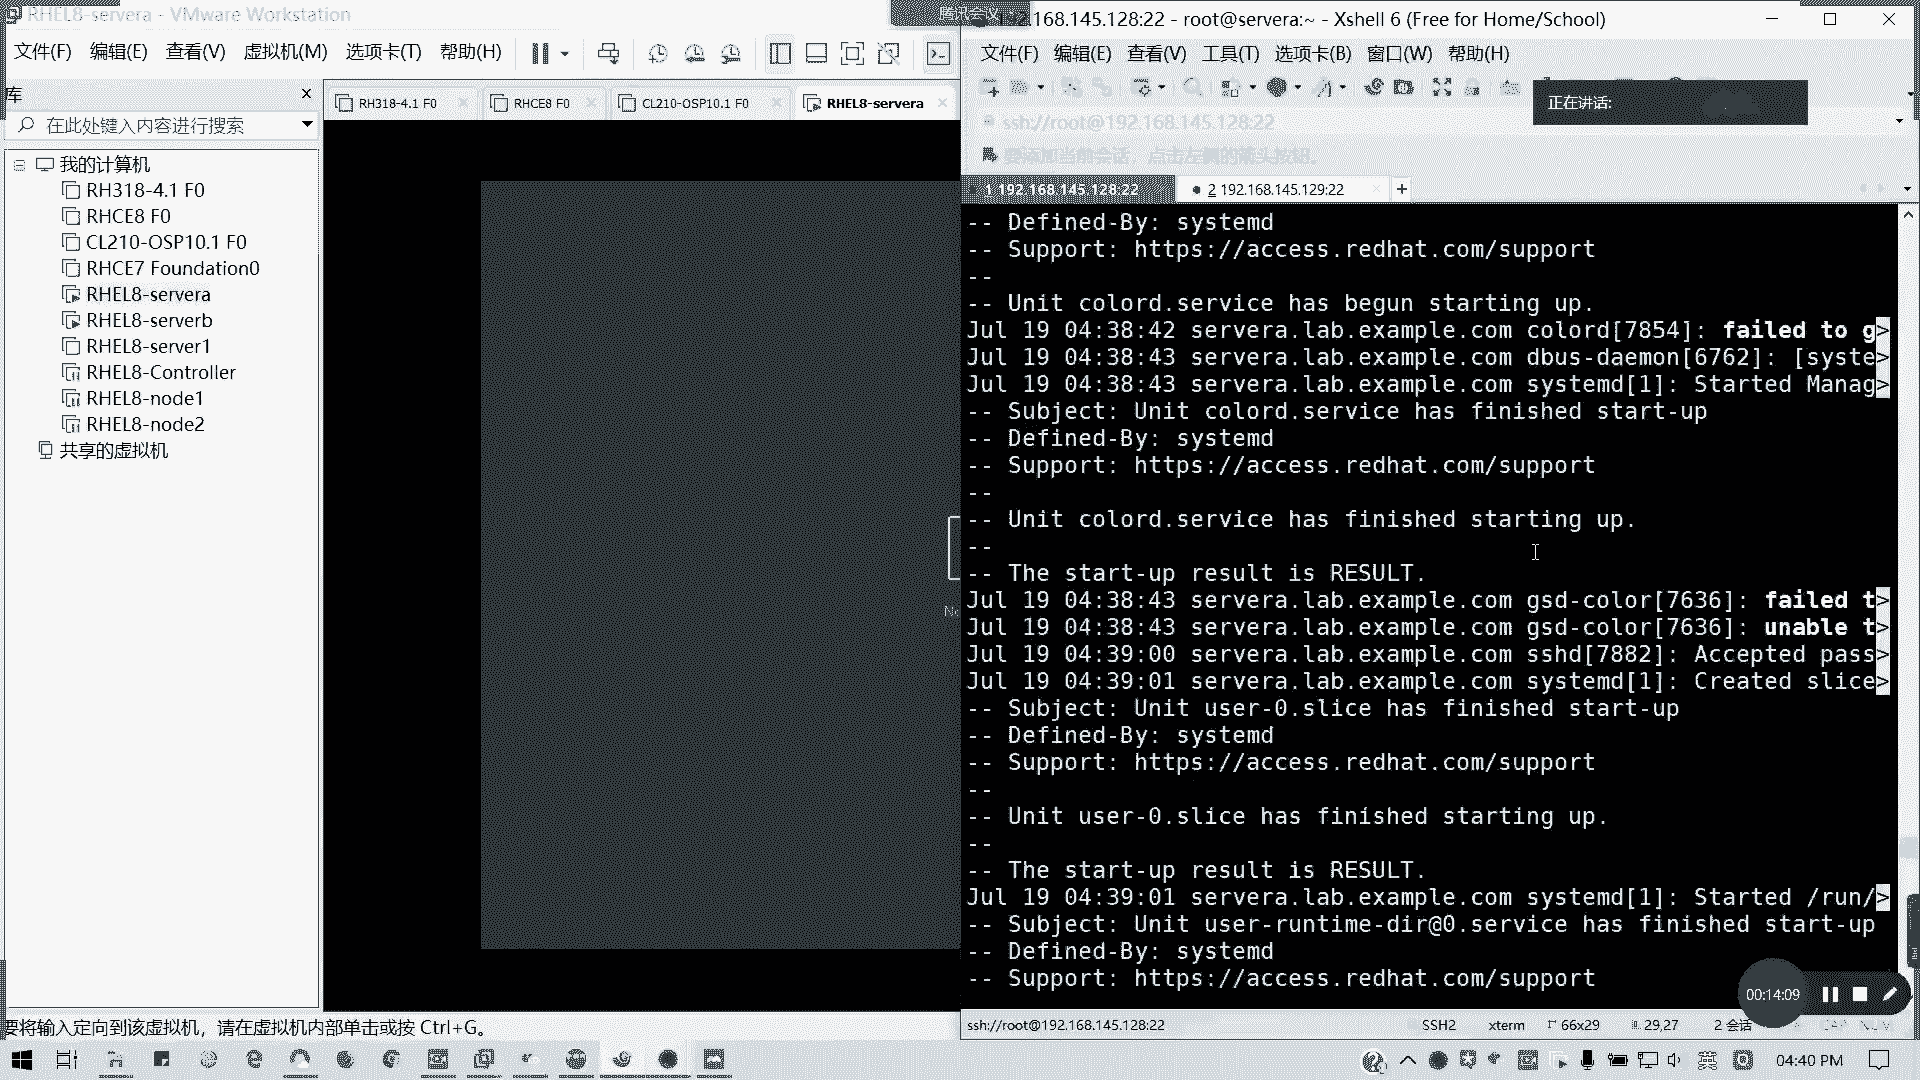 RHEL8-servera - VMware Workstation
文件(F) 编辑(E) 查看(V) 虚拟机(M) 选项卡(T) 帮助(H)
库
在此处键入内容进行搜索
我的计算机
RH318-4.1 F0
RHCE8 F0
CL210-OSP10.1 F0
RHCE7 Foundation0
RHEL8-servera
RHEL8-serverb
RHEL8-server1
RHEL8-Controller
RHEL8-node1
RHEL8-node2
共享的虚拟机
RH318-4.1 F0
RHCE8 F0
CL210-OSP10.1 F0
RHEL8-servera
要将输入定向到该虚拟机，请在虚拟机内部单击或按 Ctrl+G。
腾讯会议
192.168.145.128:22 - root@servera:~ - Xshell 6 (Free for Home/School)
文件(F) 编辑(E) 查看(V) 工具(T) 选项卡(B) 窗口(W) 帮助(H)
正在讲话:
ssh://root@192.168.145.128:22
要添加当前会话，点击左侧的箭头按钮。
1 192.168.145.128:22
2 192.168.145.129:22
-- Defined-By: systemd
-- Support: https://access.redhat.com/support
--
-- Unit colord.service has begun starting up.
Jul 19 04:38:42 servera.lab.example.com colord[7854]: failed to g>
Jul 19 04:38:43 servera.lab.example.com dbus-daemon[6762]: [syste>
Jul 19 04:38:43 servera.lab.example.com systemd[1]: Started Manag>
-- Subject: Unit colord.service has finished start-up
-- Defined-By: systemd
-- Support: https://access.redhat.com/support
--
-- Unit colord.service has finished starting up.
--
-- The start-up result is RESULT.
Jul 19 04:38:43 servera.lab.example.com gsd-color[7636]: failed t>
Jul 19 04:38:43 servera.lab.example.com gsd-color[7636]: unable t>
Jul 19 04:39:00 servera.lab.example.com sshd[7882]: Accepted pass>
Jul 19 04:39:01 servera.lab.example.com systemd[1]: Created slice>
-- Subject: Unit user-0.slice has finished start-up
-- Defined-By: systemd
-- Support: https://access.redhat.com/support
--
-- Unit user-0.slice has finished starting up.
--
-- The start-up result is RESULT.
Jul 19 04:39:01 servera.lab.example.com systemd[1]: Started /run/>
-- Subject: Unit user-runtime-dir@0.service has finished start-up
-- Defined-By: systemd
-- Support: https://access.redhat.com/support
00:14:09
ssh://root@192.168.145.128:22 SSH2 xterm 66x29 29,27 2 会话 CAP NUM
英 04:40 PM